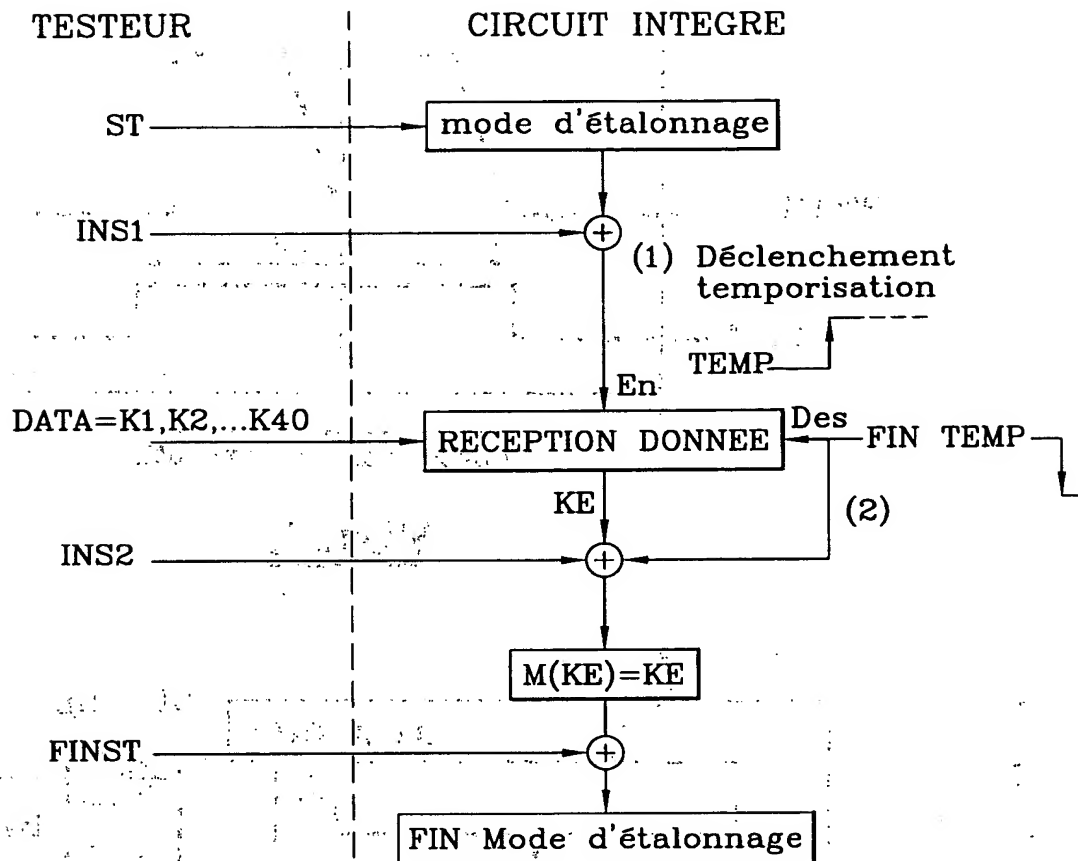 TESTEUR
CIRCUIT INTEGRE
ST
mode d'étalonnage
INS1
+
(1) Déclenchement
temporisation
TEMP
En
DATA=K1,K2,...K40
RECEPTION DONNEE
Des
FIN TEMP
KE
(2)
INS2
+
M(KE)=KE
FINST
+
FIN Mode d'étalonnage